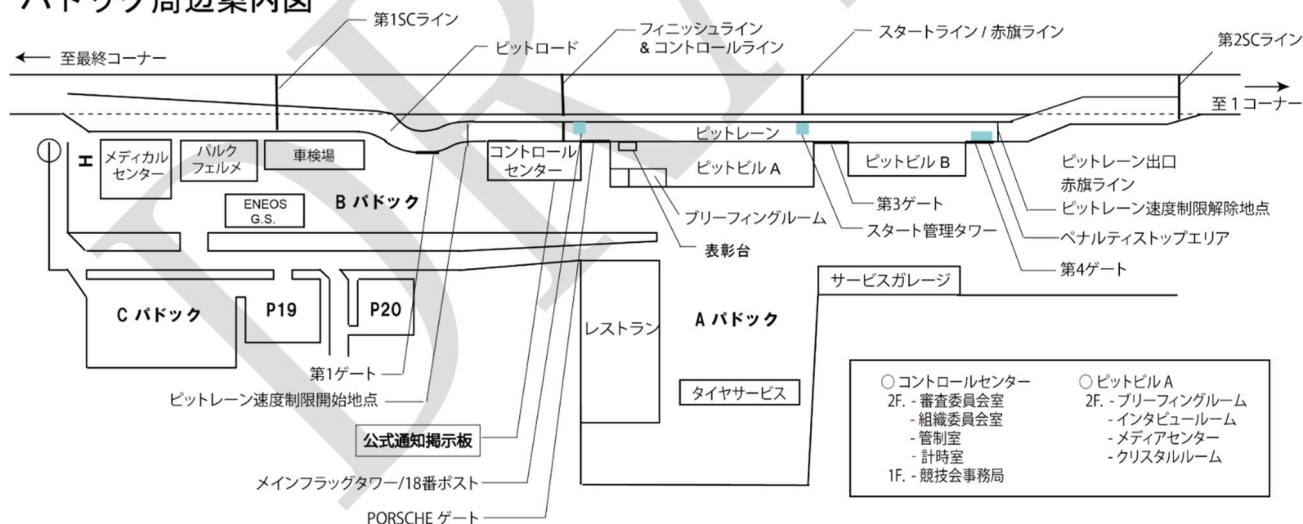 パドック周辺案内図
第1SCライン
フィニッシュライン
& コントロールライン
スタートライン / 赤旗ライン
第2SCライン
ピットロード
← 至最終コーナー
→
至 1 コーナー
ピットレーン
メディカル
センター
パルク
フェルメ
車検場
コントロール
センター
ピットビル A
ピットビル B
ピットレーン出口
赤旗ライン
ピットレーン速度制限解除地点
ペナルティストップエリア
第4ゲート
H
ENEOS
G.S.
B パドック
ブリーフィングルーム
表彰台
第3ゲート
スタート管理タワー
サービスガレージ
C パドック
P19
P20
レストラン
A パドック
タイヤサービス
第1ゲート
ピットレーン速度制限開始地点
公式通知掲示板
メインフラッグタワー/18番ポスト
PORSCHE ゲート
○ コントロールセンター
2F. - 審査委員会室
- 組織委員会室
- 管制室
- 計時室
1F. - 競技会事務局
○ ピットビル A
2F. - ブリーフィングルーム
- インタビュールーム
- メディアセンター
- クリスタルルーム